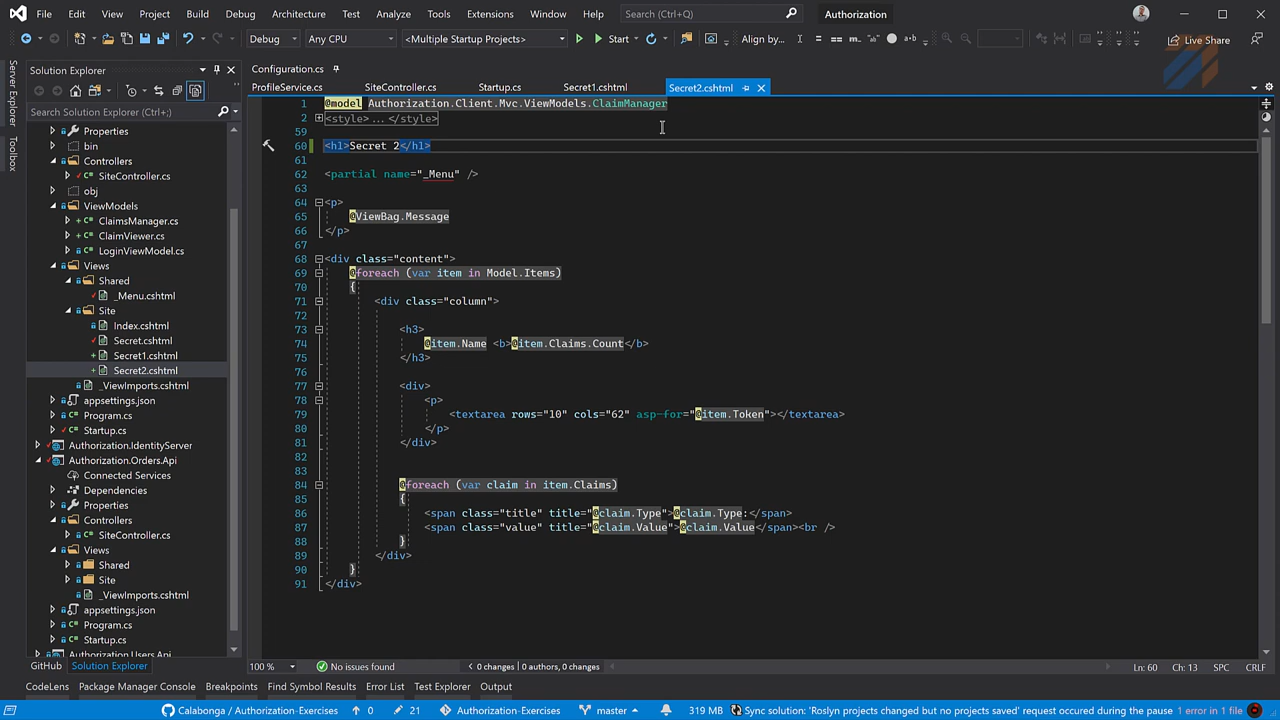 File Edit View Project Build Debug Architecture Test Analyze Tools Extensions Window Help Search (Ctrl+Q) Authorization
Debug Any CPU <Multiple Startup Projects> Start Align by... Live Share
Server Explorer
Toolbox
Solution Explorer
Search Solution Explorer (Ctrl+;)
Properties
bin
Controllers
SiteController.cs
obj
ViewModels
ClaimsManager.cs
ClaimViewer.cs
LoginViewModel.cs
Views
Shared
_Menu.cshtml
Site
Index.cshtml
Secret.cshtml
Secret1.cshtml
Secret2.cshtml
_ViewImports.cshtml
appsettings.json
Program.cs
Startup.cs
Authorization.IdentityServer
Authorization.Orders.Api
Connected Services
Dependencies
Properties
Controllers
SiteController.cs
Views
Shared
Site
_ViewImports.cshtml
appsettings.json
Program.cs
Startup.cs
Authorization.Users.Api
GitHub Solution Explorer
Configuration.cs
ProfileService.cs SiteController.cs Startup.cs Secret1.cshtml Secret2.cshtml
1 @model Authorization.Client.Mvc.ViewModels.ClaimManager
2 <style>...</style>
59
60 <h1>Secret 2</h1>
61
62 <partial name="_Menu" />
63
64 <p>
65 @ViewBag.Message
66 </p>
67
68 <div class="content">
69 @foreach (var item in Model.Items)
70 {
71 <div class="column">
72
73 <h3>
74 @item.Name <b>@item.Claims.Count</b>
75 </h3>
76
77 <div>
78 <p>
79 <textarea rows="10" cols="62" asp-for="@item.Token"></textarea>
80 </p>
81 </div>
82
83
84 @foreach (var claim in item.Claims)
85 {
86 <span class="title" title="@claim.Type">@claim.Type:</span>
87 <span class="value" title="@claim.Value">@claim.Value</span><br />
88 }
89 </div>
90 }
91 </div>
100 % No issues found 0 changes | 0 authors, 0 changes Ln: 60 Ch: 13 SPC CRLF
CodeLens Package Manager Console Breakpoints Find Symbol Results Error List Test Explorer Output
Calabonga / Authorization-Exercises 0 21 Authorization-Exercises master 319 MB Sync solution: 'Roslyn projects changed but no projects saved' request occured during the pause 1 error in 1 file